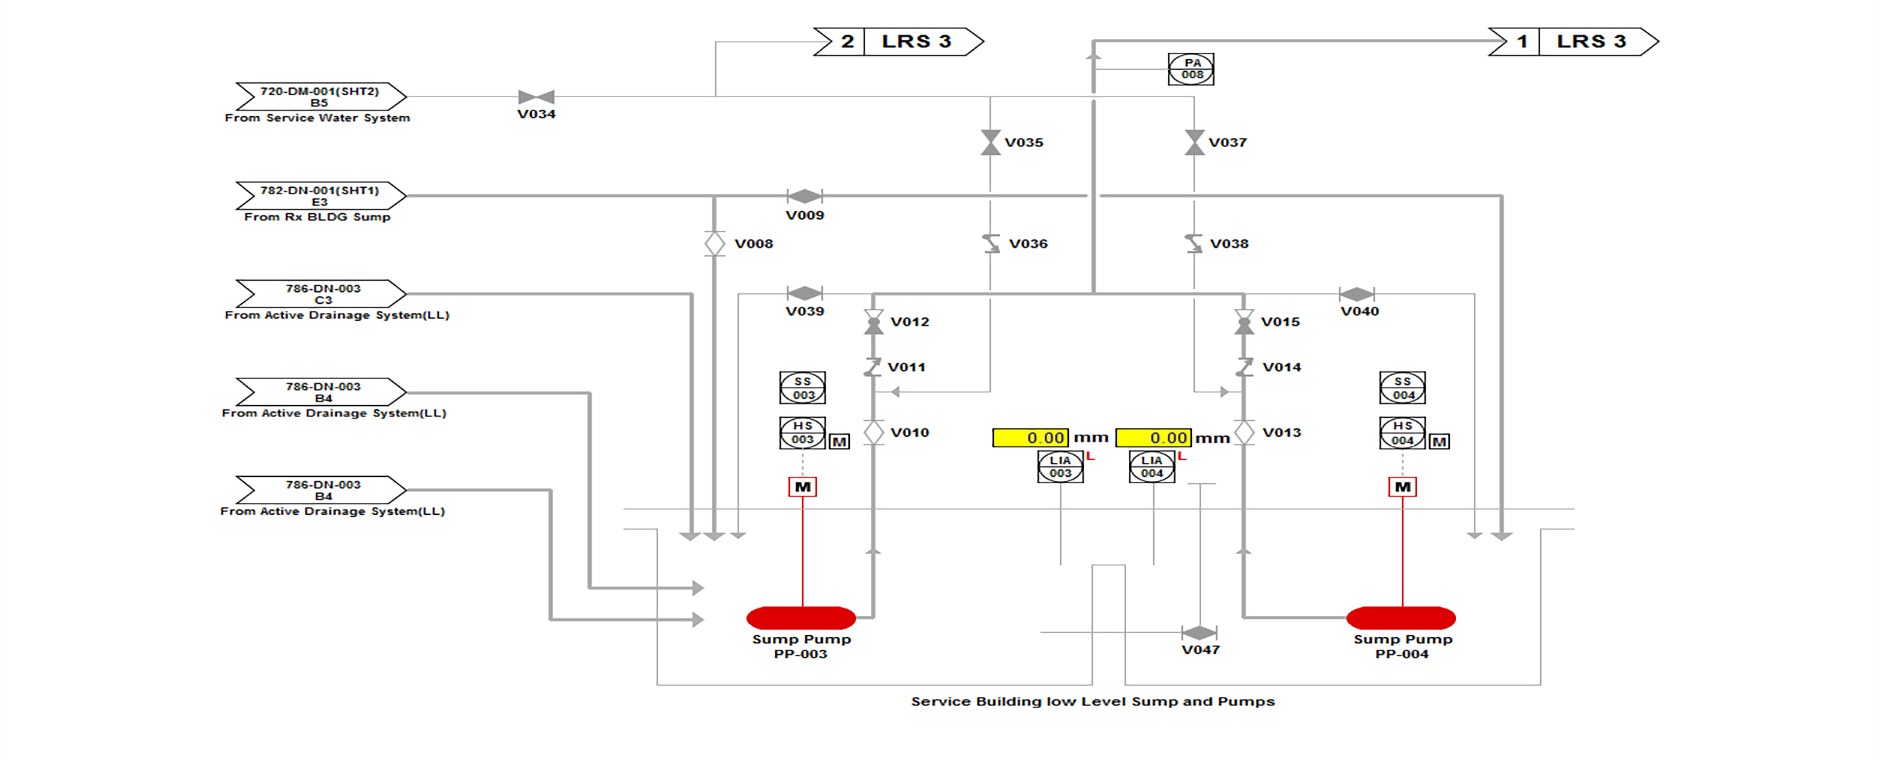 2 LRS 3
1 LRS 3
PA
008
720-DM-001(SHT2)
B5
From Service Water System
V034
V035
V037
782-DN-001(SHT1)
E3
From Rx BLDG Sump
V009
V008
V036
V038
786-DN-003
C3
From Active Drainage System(LL)
V039
V012
V015
V040
V011
V014
786-DN-003
B4
From Active Drainage System(LL)
SS
003
SS
004
HS
003
M
V010
0.00 mm
0.00 mm
V013
HS
004
M
LIA
003
L
LIA
004
L
786-DN-003
B4
From Active Drainage System(LL)
M
M
Sump Pump
PP-003
V047
Sump Pump
PP-004
Service Building low Level Sump and Pumps